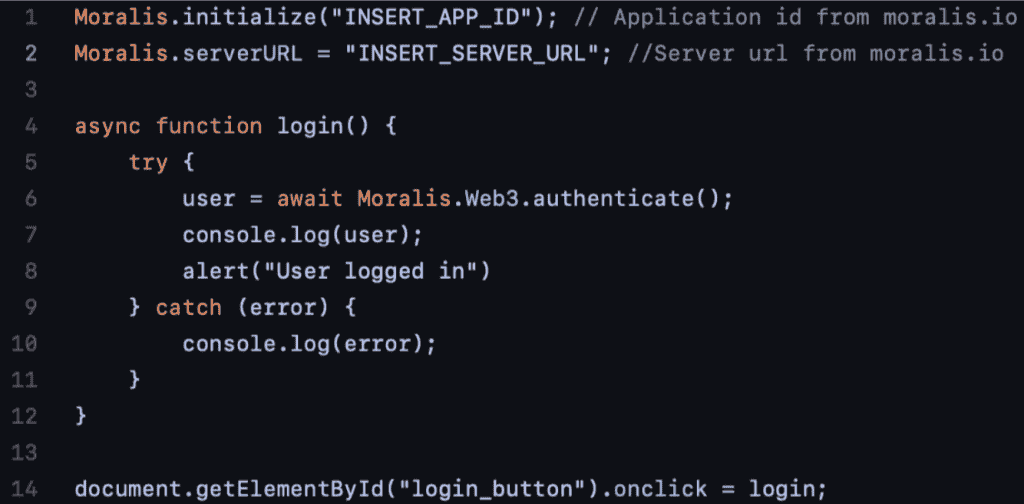 1 Moralis.initialize("INSERT_APP_ID"); // Application id from moralis.io
2 Moralis.serverURL = "INSERT_SERVER_URL"; //Server url from moralis.io
3
4 async function login() {
5     try {
6         user = await Moralis.Web3.authenticate();
7         console.log(user);
8         alert("User logged in")
9     } catch (error) {
10         console.log(error);
11     }
12 }
13
14 document.getElementById("login_button").onclick = login;